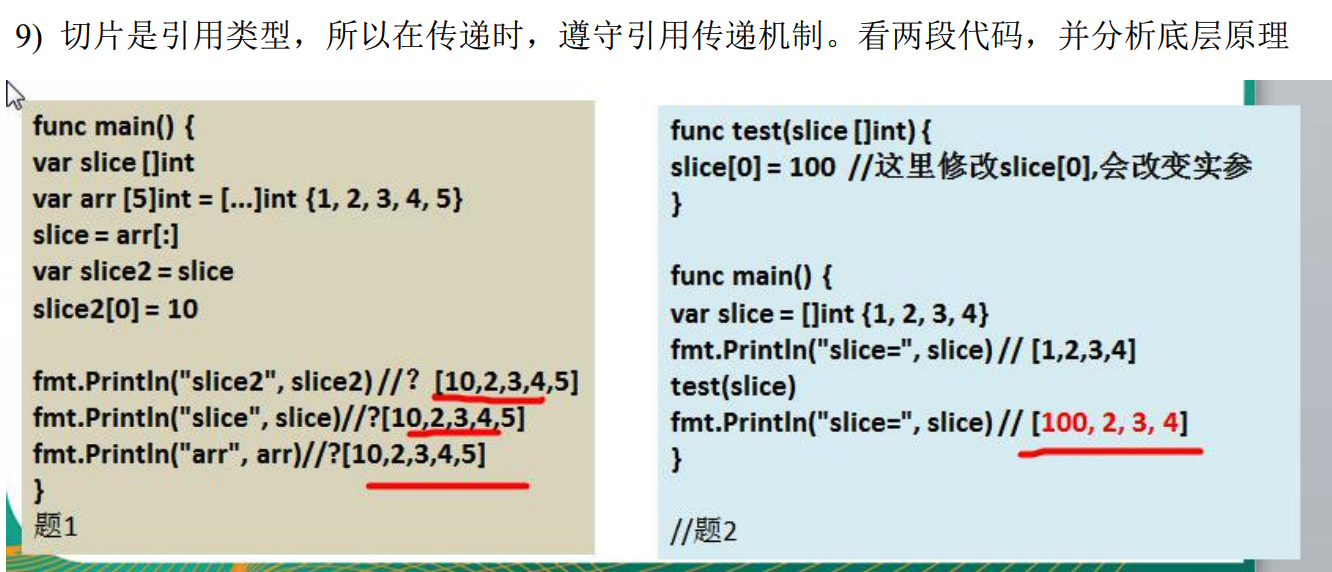 9) 切片是引用类型，所以在传递时，遵守引用传递机制。看两段代码，并分析底层原理
func main() {
var slice []int
var arr [5]int = [...]int {1, 2, 3, 4, 5}
slice = arr[:]
var slice2 = slice
slice2[0] = 10
fmt.Println("slice2", slice2) //？ [10,2,3,4,5]
fmt.Println("slice", slice)//?[10,2,3,4,5]
fmt.Println("arr", arr)//?[10,2,3,4,5]
}
题1
func test(slice []int) {
slice[0] = 100 //这里修改slice[0],会改变实参
}
func main() {
var slice = []int {1, 2, 3, 4}
fmt.Println("slice=", slice) // [1,2,3,4]
test(slice)
fmt.Println("slice=", slice) // [100, 2, 3, 4]
}
//题2